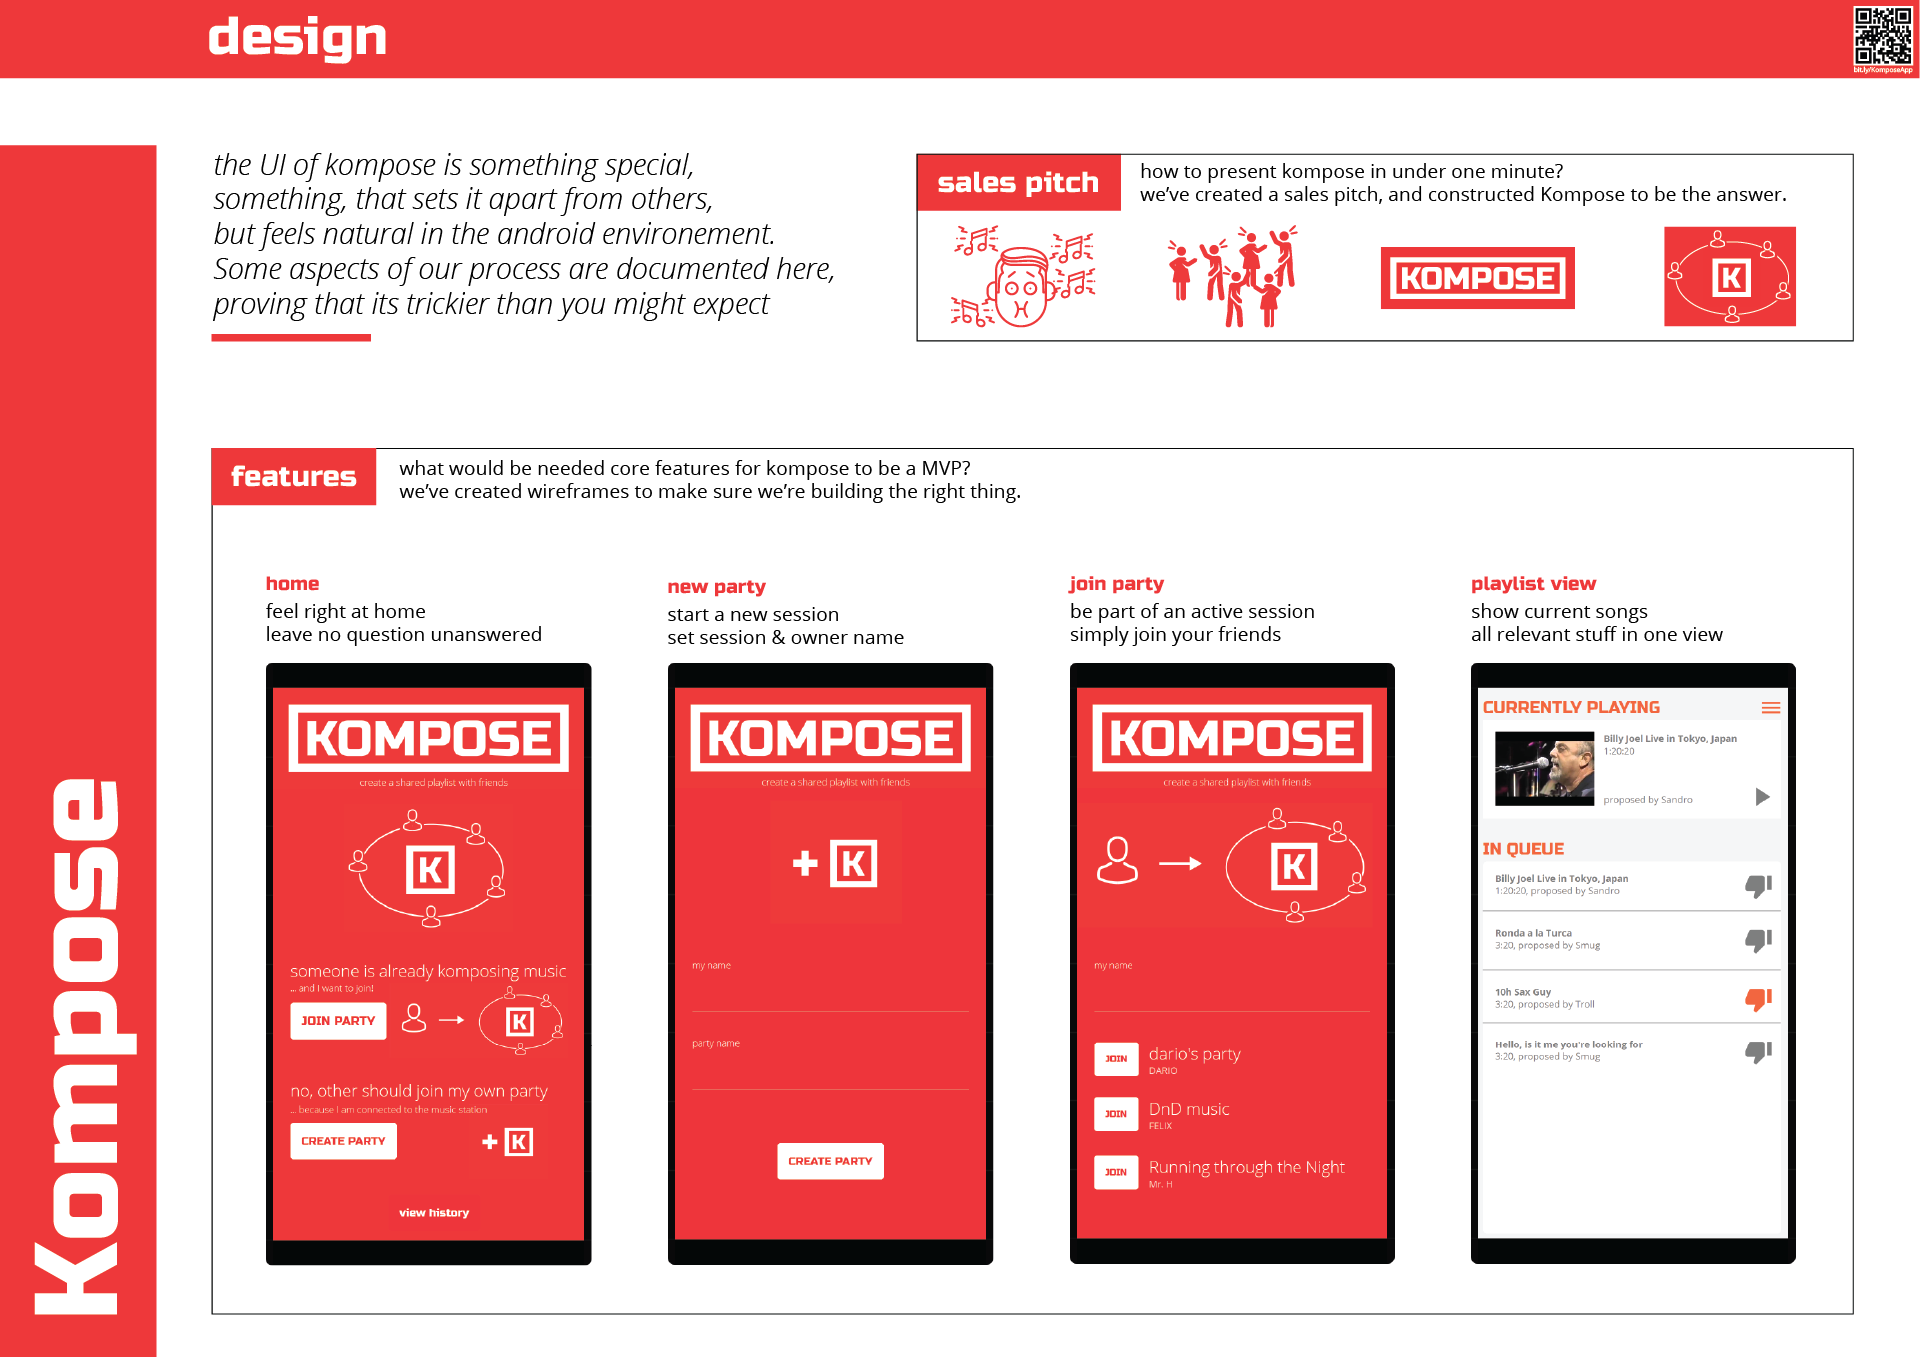 design
bit.ly/KomposeApp
Kompose
the UI of kompose is something special,
something, that sets it apart from others,
but feels natural in the android environement.
Some aspects of our process are documented here,
proving that its trickier than you might expect
sales pitch
how to present kompose in under one minute?
we've created a sales pitch, and constructed Kompose to be the answer.
KOMPOSE
K
features
what would be needed core features for kompose to be a MVP?
we've created wireframes to make sure we're building the right thing.
home
feel right at home
leave no question unanswered
KOMPOSE
create a shared playlist with friends
K
someone is already komposing music
... and I want to join!
JOIN PARTY
K
no, other should join my own party
... because I am connected to the music station
CREATE PARTY
+ K
view history
new party
start a new session
set session & owner name
KOMPOSE
create a shared playlist with friends
+ K
my name
party name
CREATE PARTY
join party
be part of an active session
simply join your friends
KOMPOSE
create a shared playlist with friends
K
my name
JOIN
dario's party
DARIO
JOIN
DnD music
FELIX
JOIN
Running through the Night
Mr. H
playlist view
show current songs
all relevant stuff in one view
CURRENTLY PLAYING
Billy Joel Live in Tokyo, Japan
1:20:20
proposed by Sandro
IN QUEUE
Billy Joel Live in Tokyo, Japan
1:20:20, proposed by Sandro
Ronda a la Turca
3:20, proposed by Smug
10h Sax Guy
3:20, proposed by Troll
Hello, is it me you're looking for
3:20, proposed by Smug